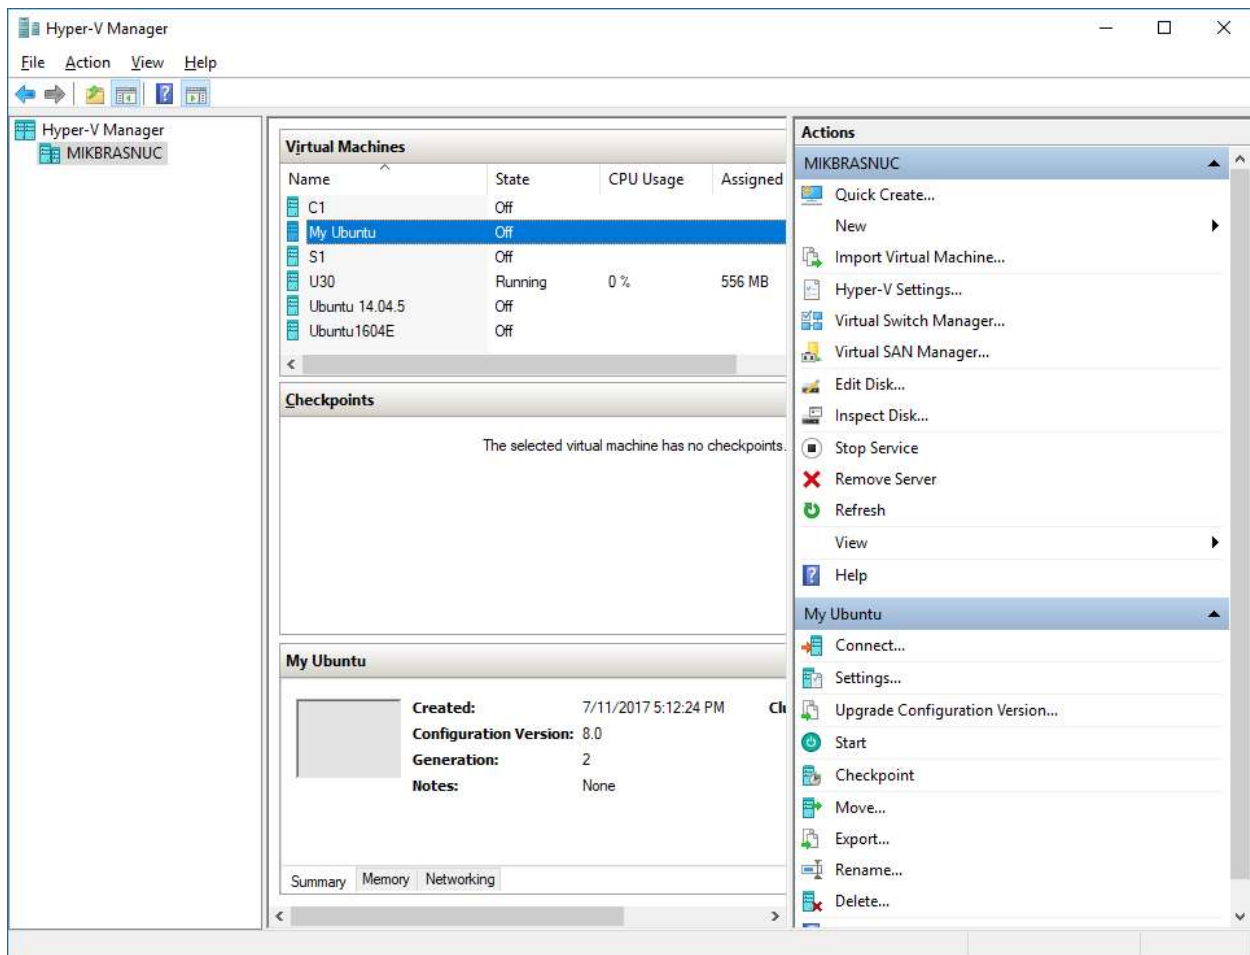 Hyper-V Manager
File Action View Help
Hyper-V Manager
MIKBRASNUC
Virtual Machines
Name State CPU Usage Assigned
C1 Off
My Ubuntu Off
S1 Off
U30 Running 0 % 556 MB
Ubuntu 14.04.5 Off
Ubuntu1604E Off
Checkpoints
The selected virtual machine has no checkpoints.
My Ubuntu
Created: 7/11/2017 5:12:24 PM Clu
Configuration Version: 8.0
Generation: 2
Notes: None
Summary Memory Networking
Actions
MIKBRASNUC
Quick Create...
New
Import Virtual Machine...
Hyper-V Settings...
Virtual Switch Manager...
Virtual SAN Manager...
Edit Disk...
Inspect Disk...
Stop Service
Remove Server
Refresh
View
Help
My Ubuntu
Connect...
Settings...
Upgrade Configuration Version...
Start
Checkpoint
Move...
Export...
Rename...
Delete...